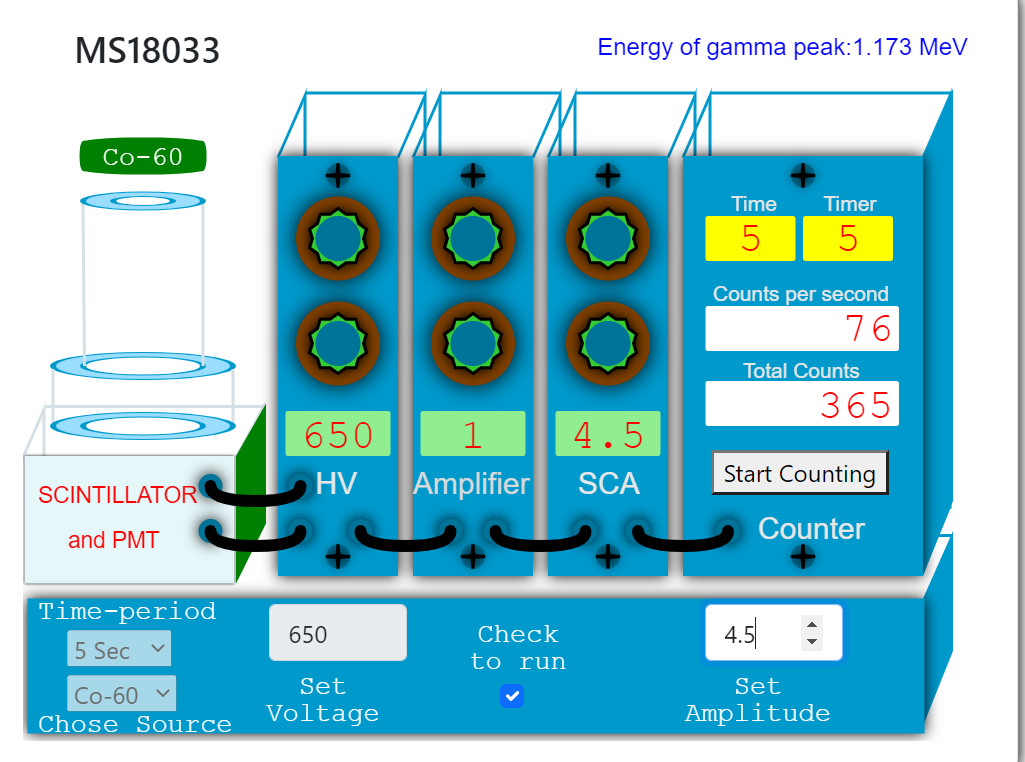 MS18033
Energy of gamma peak:1.173 MeV
Co-60
Time Timer
5 5
Counts per second
76
Total Counts
365
650 1 4.5
Start Counting
HV Amplifier SCA
SCINTILLATOR
and PMT
Counter
Time-period
5 Sec
Co-60
Chose Source
650
Set
Voltage
Check
to run
4.5
Set
Amplitude